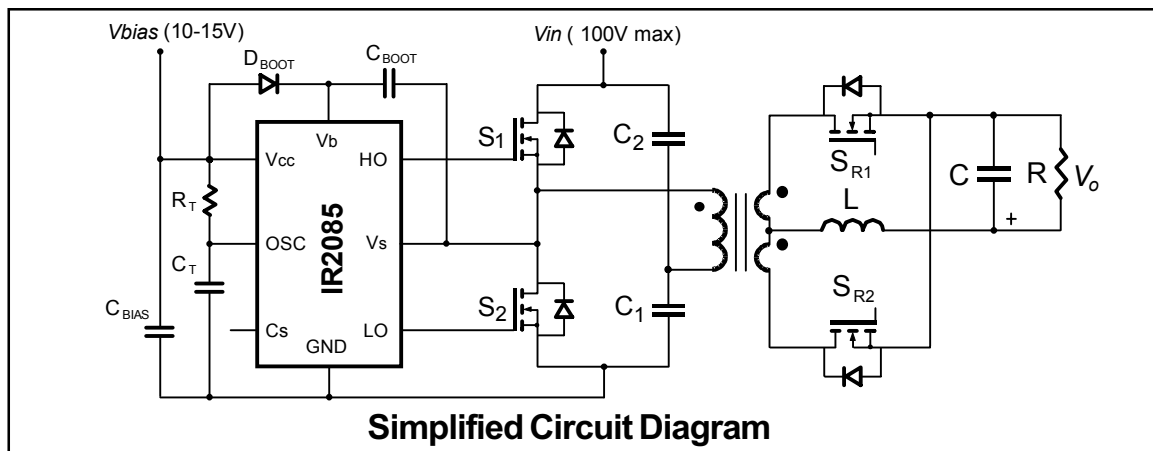 Vbias (10-15V)
Vin ( 100V max)
DBOOT
CBOOT
Vb
Vcc
HO
S1
C2
RT
OSC
IR2085
Vs
CT
CBIAS
Cs
LO
S2
C1
GND
SR1
L
C
R
Vo
+
SR2
Simplified Circuit Diagram